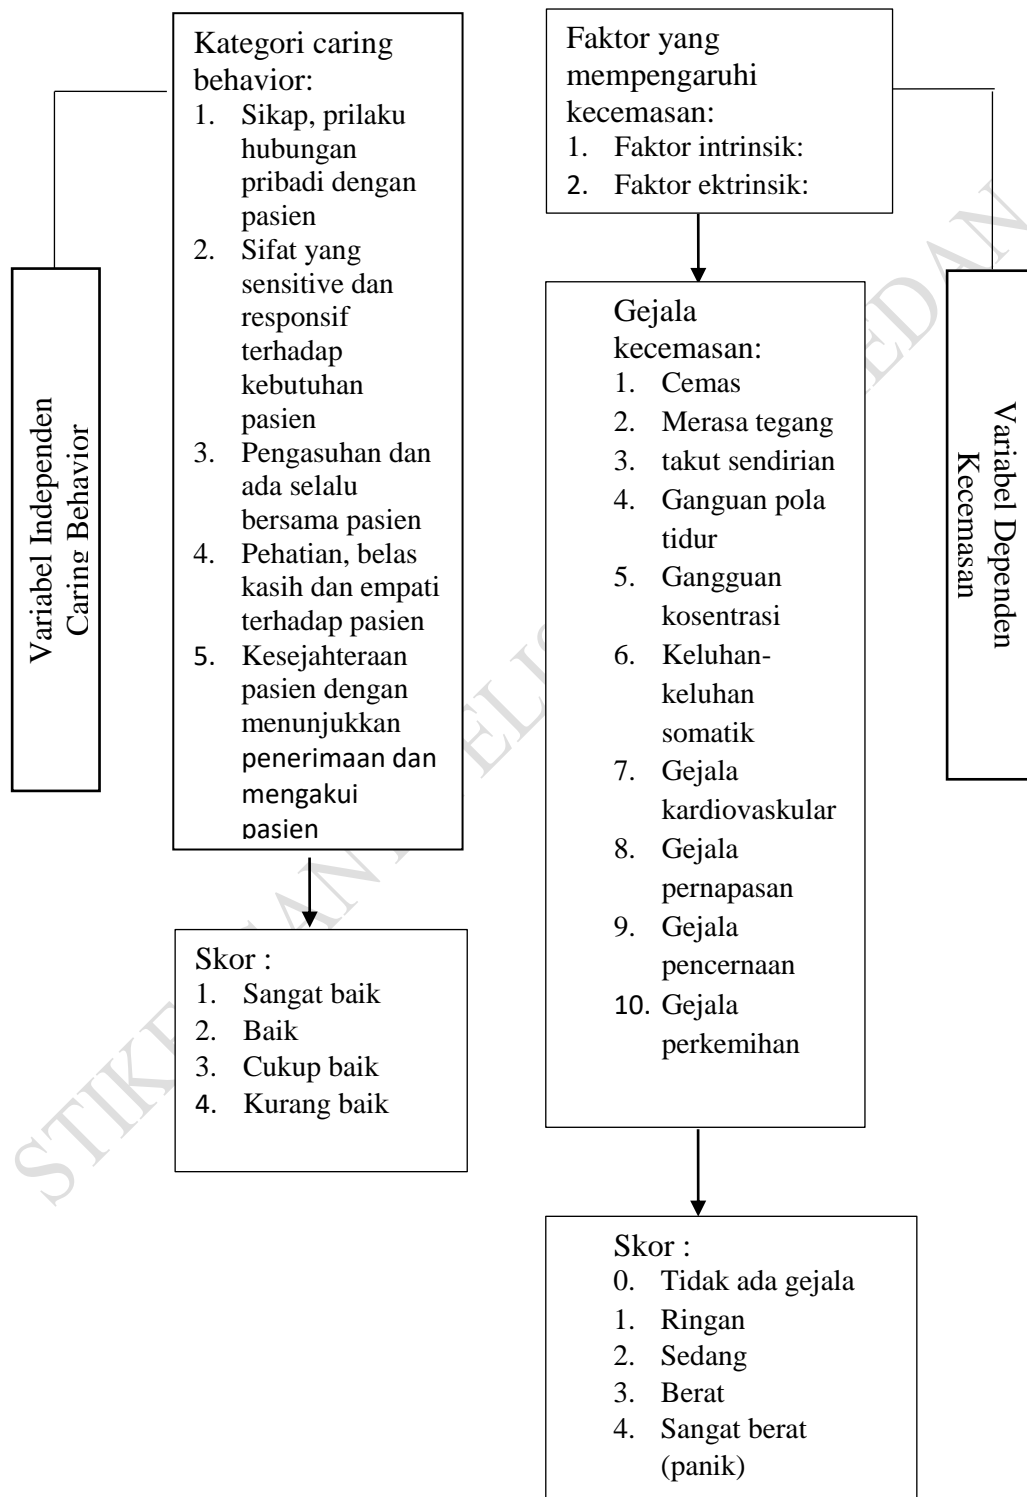 Kategori caring
behavior:
1. Sikap, prilaku
hubungan
pribadi dengan
pasien
2. Sifat yang
sensitive dan
responsif
terhadap
kebutuhan
pasien
3. Pengasuhan dan
ada selalu
bersama pasien
4. Pehatian, belas
kasih dan empati
terhadap pasien
5. Kesejahteraan
pasien dengan
menunjukkan
penerimaan dan
mengakui
pasien
Variabel Independen
Caring Behavior
Skor :
1. Sangat baik
2. Baik
3. Cukup baik
4. Kurang baik
Faktor yang
mempengaruhi
kecemasan:
1. Faktor intrinsik:
2. Faktor ektrinsik:
Gejala
kecemasan:
1. Cemas
2. Merasa tegang
3. takut sendirian
4. Ganguan pola
tidur
5. Gangguan
kosentrasi
6. Keluhan-
keluhan
somatik
7. Gejala
kardiovaskular
8. Gejala
pernapasan
9. Gejala
pencernaan
10. Gejala
perkemihan
Variabel Dependen
Kecemasan
Skor :
0. Tidak ada gejala
1. Ringan
2. Sedang
3. Berat
4. Sangat berat
(panik)